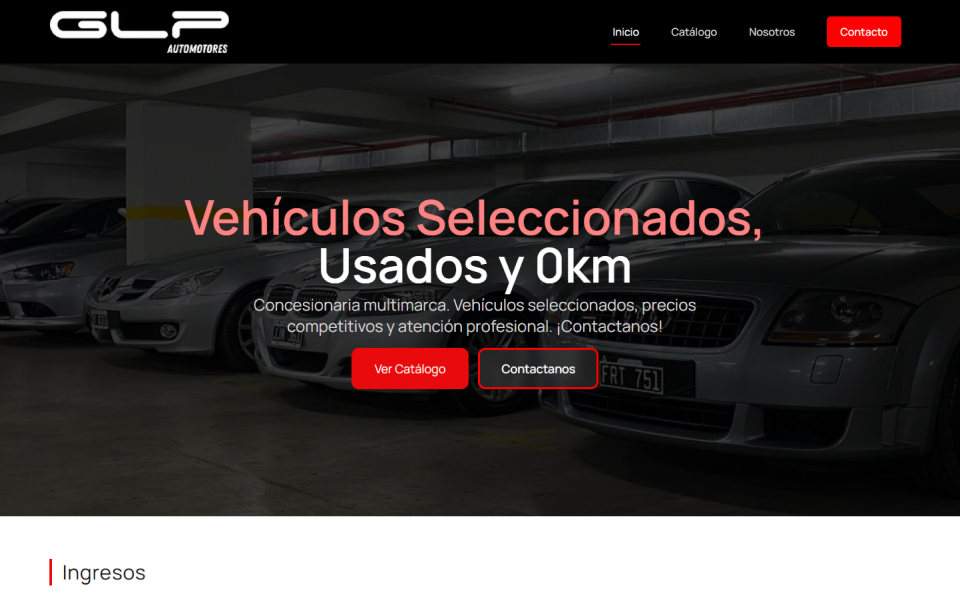 GLP
AUTOMOTORES
Inicio
Catálogo
Nosotros
Contacto
Vehículos Seleccionados,
Usados y 0km
Concesionaria multimarca. Vehículos seleccionados, precios
competitivos y atención profesional. ¡Contactanos!
Ver Catálogo
Contactanos
FRT 751
Ingresos